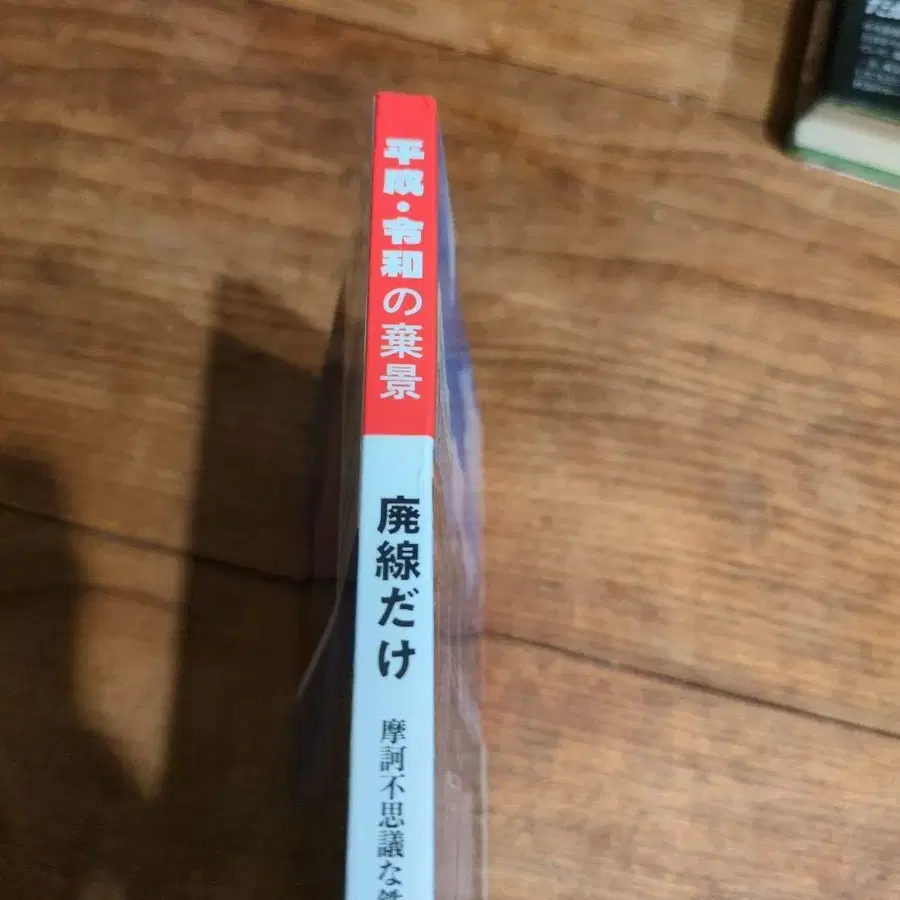 平成・令和の棄景
廃線だけ
摩訶不思議な